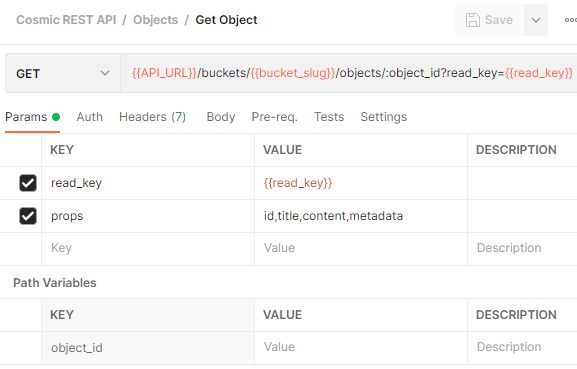 Cosmic REST API / Objects / Get Object
Save
GET
{{API_URL}}/buckets/{{bucket_slug}}/objects/:object_id?read_key={{read_key}}
Params Auth Headers (7) Body Pre-req. Tests Settings
KEY VALUE DESCRIPTION
read_key {{read_key}}
props id,title,content,metadata
Key Value Description
Path Variables
KEY VALUE DESCRIPTION
object_id Value Description